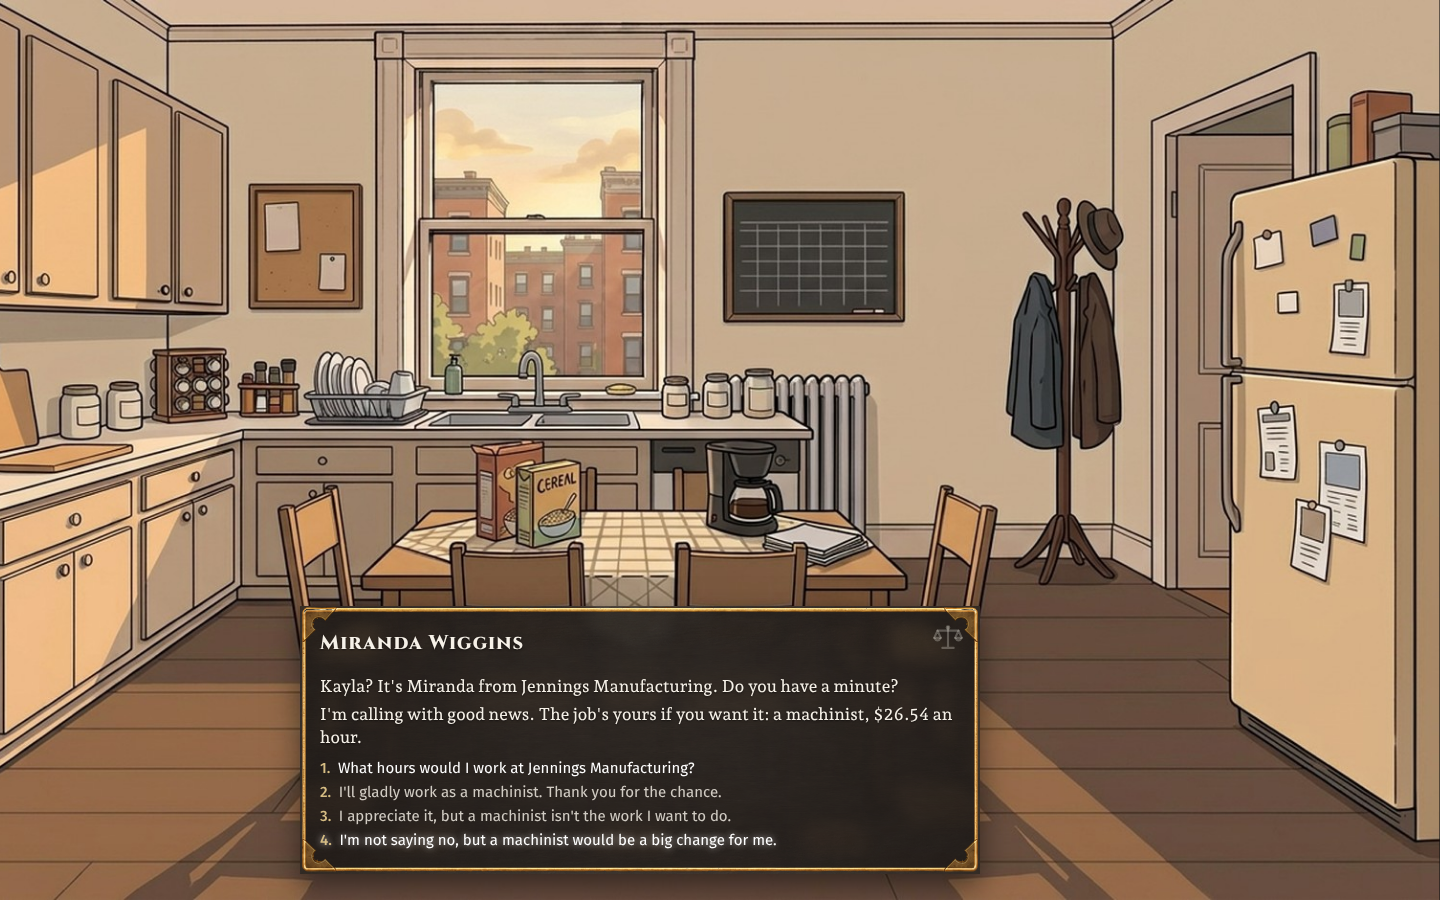 CEREAL
Miranda Wiggins
Kayla? It's Miranda from Jennings Manufacturing. Do you have a minute?
I'm calling with good news. The job's yours if you want it: a machinist, $26.54 an
hour.
1. What hours would I work at Jennings Manufacturing?
2. I'll gladly work as a machinist. Thank you for the chance.
3. I appreciate it, but a machinist isn't the work I want to do.
4. I'm not saying no, but a machinist would be a big change for me.